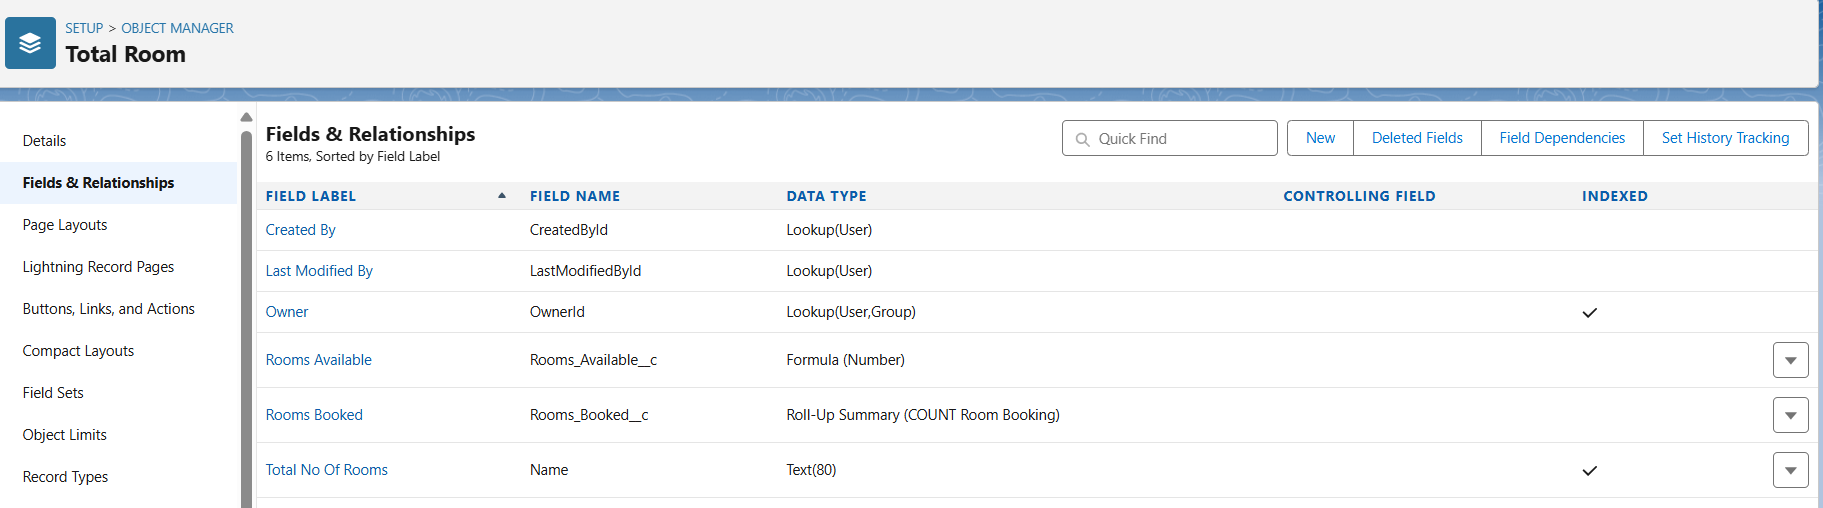 SETUP > OBJECT MANAGER
Total Room
Details
Fields & Relationships
Page Layouts
Lightning Record Pages
Buttons, Links, and Actions
Compact Layouts
Field Sets
Object Limits
Record Types
Fields & Relationships
6 Items, Sorted by Field Label
Quick Find
New Deleted Fields Field Dependencies Set History Tracking
FIELD LABEL FIELD NAME DATA TYPE CONTROLLING FIELD INDEXED
Created By CreatedById Lookup(User)
Last Modified By LastModifiedById Lookup(User)
Owner OwnerId Lookup(User,Group)
Rooms Available Rooms_Available__c Formula (Number)
Rooms Booked Rooms_Booked__c Roll-Up Summary (COUNT Room Booking)
Total No Of Rooms Name Text(80)